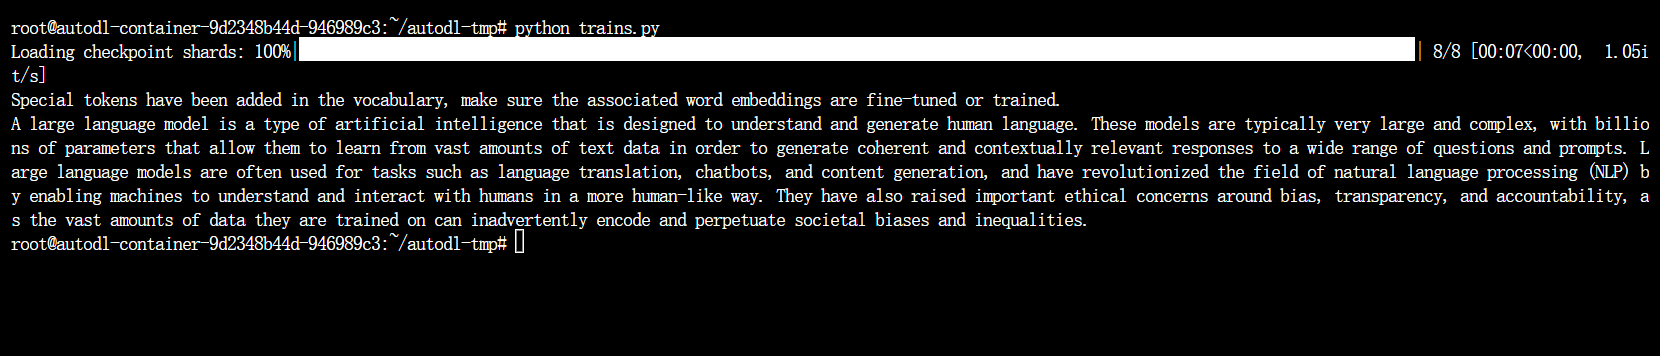 root@autodl-container-9d2348b44d-946989c3:~/autodl-tmp# python trains.py
Loading checkpoint shards: 100%| | 8/8 [00:07<00:00,  1.05i
t/s]
Special tokens have been added in the vocabulary, make sure the associated word embeddings are fine-tuned or trained.
A large language model is a type of artificial intelligence that is designed to understand and generate human language. These models are typically very large and complex, with billio
ns of parameters that allow them to learn from vast amounts of text data in order to generate coherent and contextually relevant responses to a wide range of questions and prompts. L
arge language models are often used for tasks such as language translation, chatbots, and content generation, and have revolutionized the field of natural language processing (NLP) b
y enabling machines to understand and interact with humans in a more human-like way. They have also raised important ethical concerns around bias, transparency, and accountability, a
s the vast amounts of data they are trained on can inadvertently encode and perpetuate societal biases and inequalities.
root@autodl-container-9d2348b44d-946989c3:~/autodl-tmp#